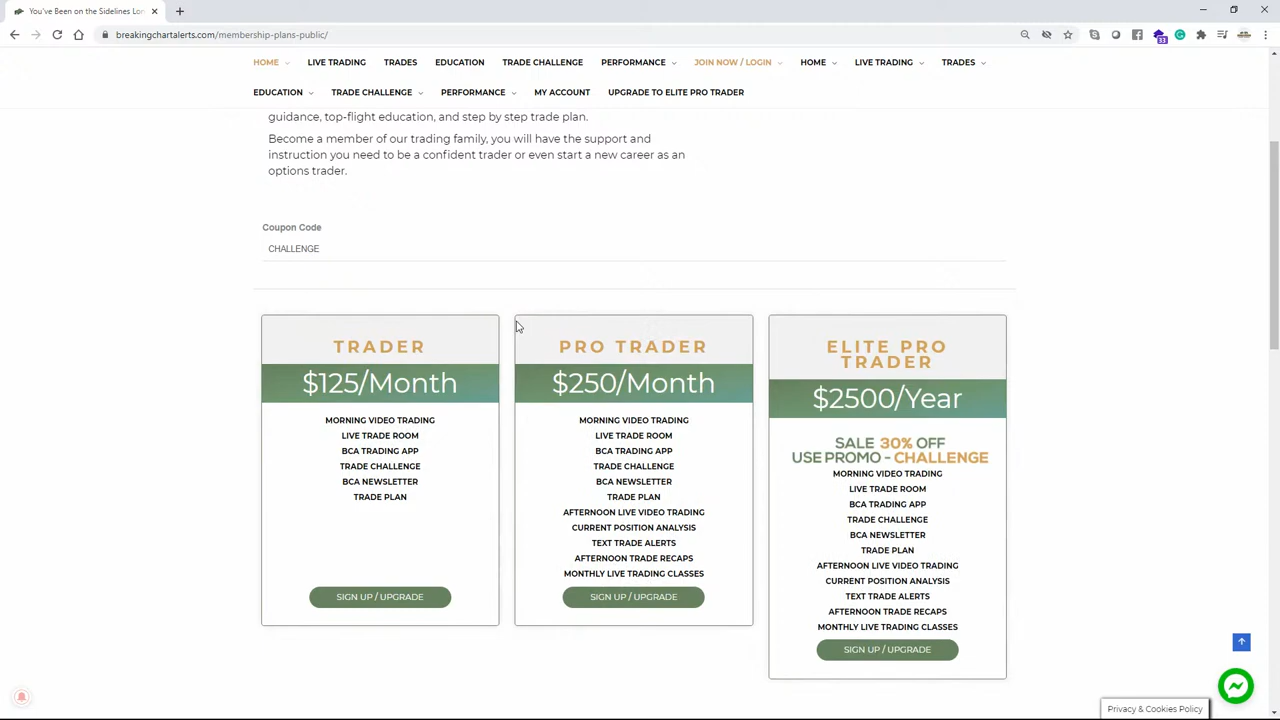 You've Been on the Sidelines Lon
breakingchartalerts.com/membership-plans-public/
33
HOME LIVE TRADING TRADES EDUCATION TRADE CHALLENGE PERFORMANCE JOIN NOW / LOGIN HOME LIVE TRADING TRADES
EDUCATION TRADE CHALLENGE PERFORMANCE MY ACCOUNT UPGRADE TO ELITE PRO TRADER
guidance, top-flight education, and step by step trade plan.
Become a member of our trading family, you will have the support and
instruction you need to be a confident trader or even start a new career as an
options trader.
Coupon Code
CHALLENGE
TRADER
$125/Month
MORNING VIDEO TRADING
LIVE TRADE ROOM
BCA TRADING APP
TRADE CHALLENGE
BCA NEWSLETTER
TRADE PLAN
SIGN UP / UPGRADE
PRO TRADER
$250/Month
MORNING VIDEO TRADING
LIVE TRADE ROOM
BCA TRADING APP
TRADE CHALLENGE
BCA NEWSLETTER
TRADE PLAN
AFTERNOON LIVE VIDEO TRADING
CURRENT POSITION ANALYSIS
TEXT TRADE ALERTS
AFTERNOON TRADE RECAPS
MONTHLY LIVE TRADING CLASSES
SIGN UP / UPGRADE
ELITE PRO
TRADER
$2500/Year
SALE 30% OFF
USE PROMO - CHALLENGE
MORNING VIDEO TRADING
LIVE TRADE ROOM
BCA TRADING APP
TRADE CHALLENGE
BCA NEWSLETTER
TRADE PLAN
AFTERNOON LIVE VIDEO TRADING
CURRENT POSITION ANALYSIS
TEXT TRADE ALERTS
AFTERNOON TRADE RECAPS
MONTHLY LIVE TRADING CLASSES
SIGN UP / UPGRADE
Privacy & Cookies Policy